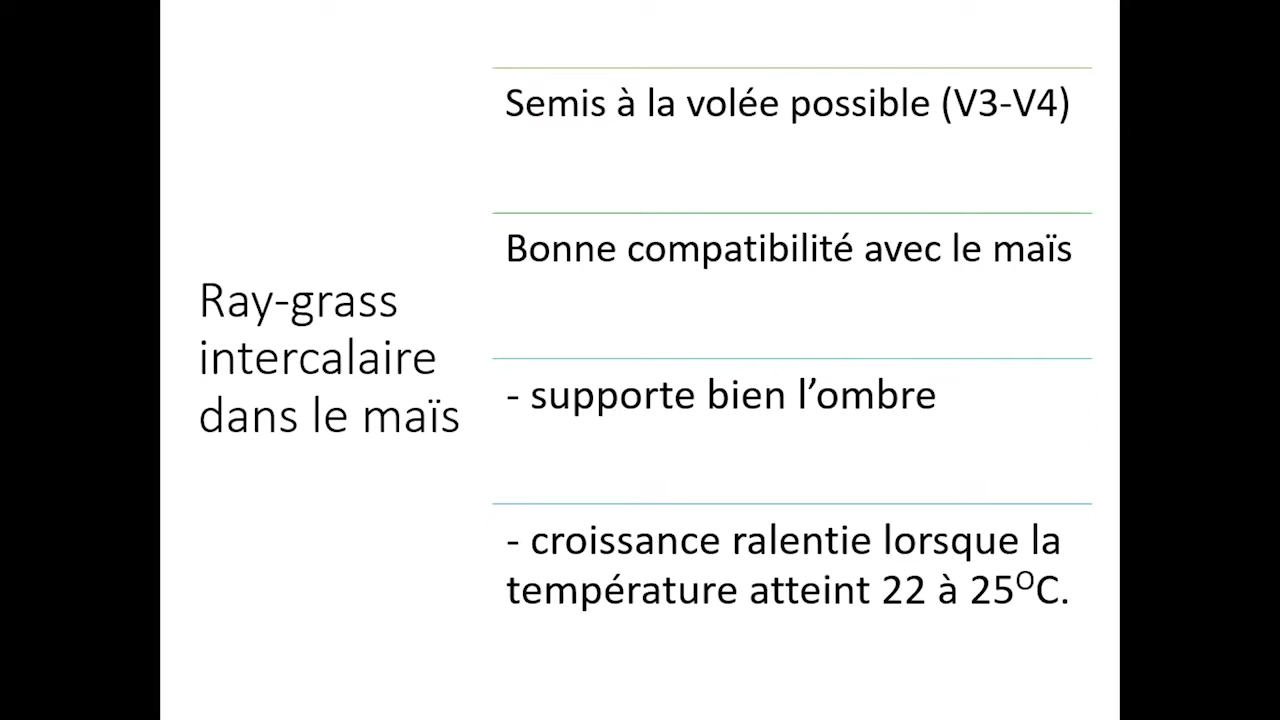 Ray-grass
intercalaire
dans le maïs
Semis à la volée possible (V3-V4)
Bonne compatibilité avec le maïs
- supporte bien l’ombre
- croissance ralentie lorsque la
température atteint 22 à 25ᴼC.